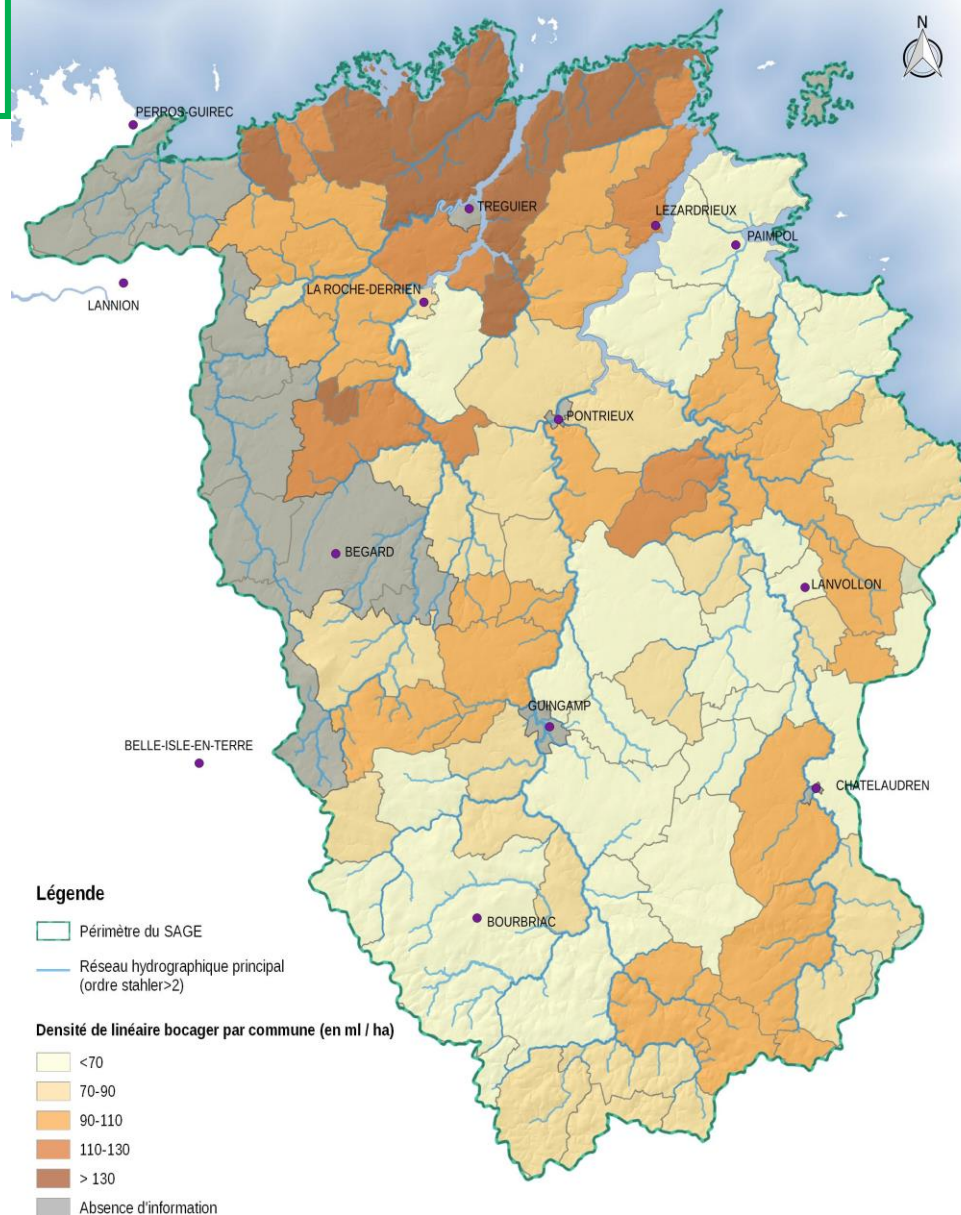 N
PERROS-GUIREC
TREGUIER
LEZARDRIEUX
PAIMPOL
LANNION
LA ROCHE-DERRIEN
PONTRIEUX
BEGARD
LANVOLLON
GUINGAMP
BELLE-ISLE-EN-TERRE
CHATELAUDREN
BOURBRIAC
Légende
Périmètre du SAGE
Réseau hydrographique principal
(ordre stahler>2)
Densité de linéaire bocager par commune (en ml / ha)
<70
70-90
90-110
110-130
> 130
Absence d'information